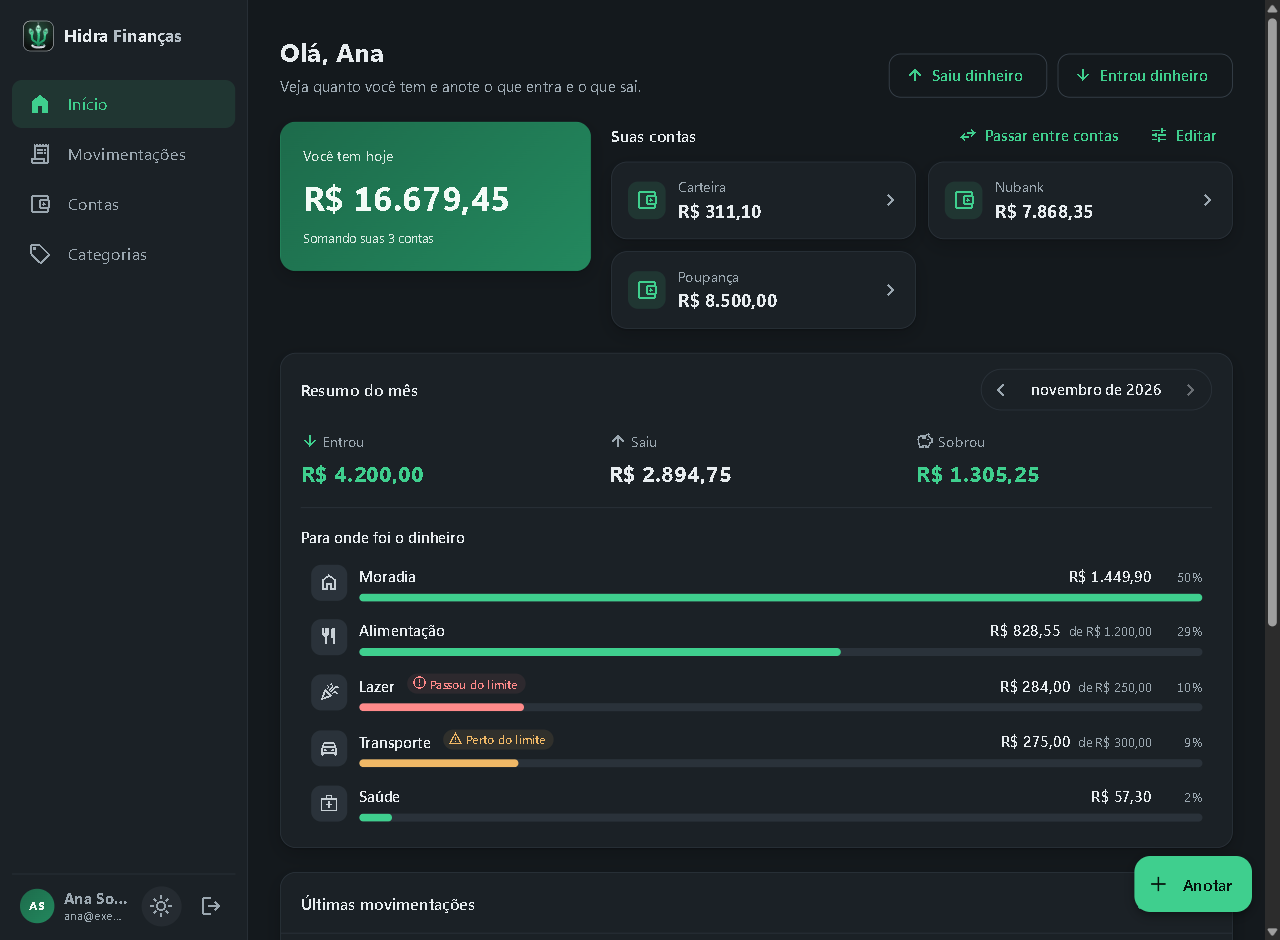 Hidra Finanças
Início
Movimentações
Contas
Categorias
AS
Ana So...
ana@exe...
Olá, Ana
Veja quanto você tem e anote o que entra e o que sai.
Saiu dinheiro
Entrou dinheiro
Você tem hoje
R$ 16.679,45
Somando suas 3 contas
Suas contas
Passar entre contas
Editar
Carteira
R$ 311,10
Nubank
R$ 7.868,35
Poupança
R$ 8.500,00
Resumo do mês
novembro de 2026
Entrou
R$ 4.200,00
Saiu
R$ 2.894,75
Sobrou
R$ 1.305,25
Para onde foi o dinheiro
Moradia R$ 1.449,90 50%
Alimentação R$ 828,55 de R$ 1.200,00 29%
Lazer Passou do limite R$ 284,00 de R$ 250,00 10%
Transporte Perto do limite R$ 275,00 de R$ 300,00 9%
Saúde R$ 57,30 2%
Últimas movimentações
Anotar